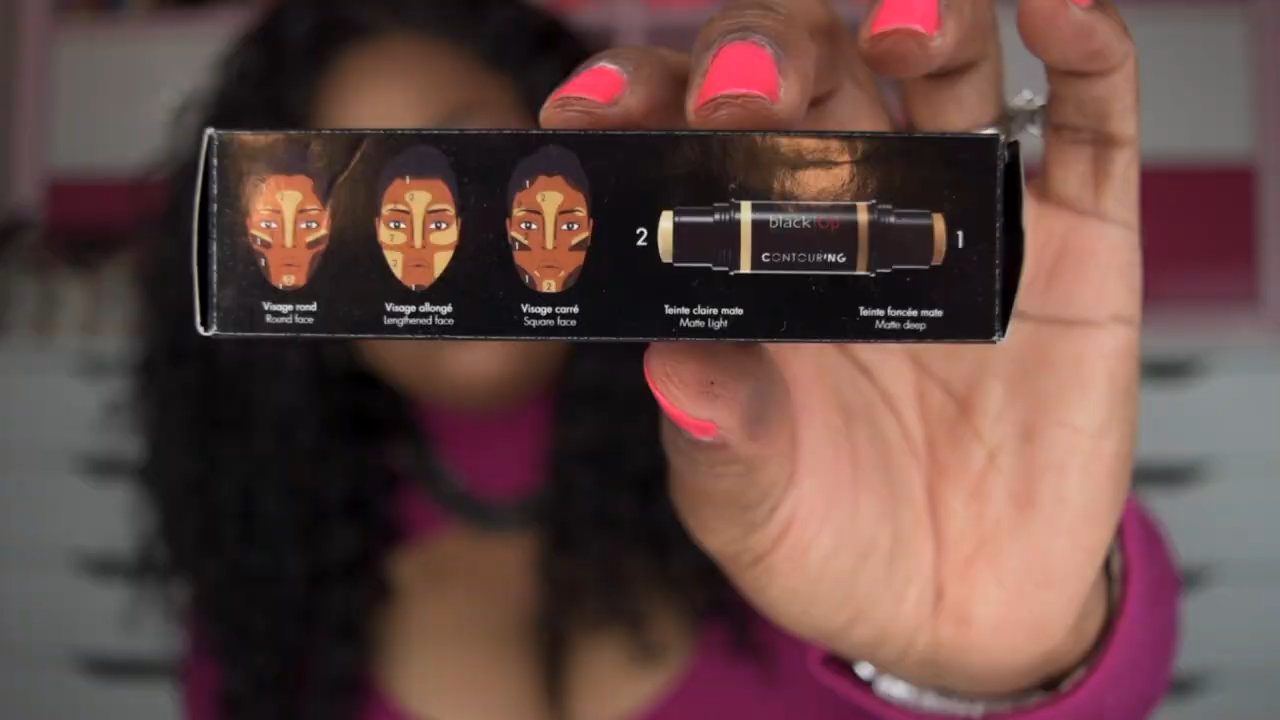 Visage rond
Round face
Visage allongé
Lengthened face
Visage carré
Square face
2
black Up
CONTOURING
1
Teinte claire mate
Matte Light
Teinte foncée mate
Matte deep